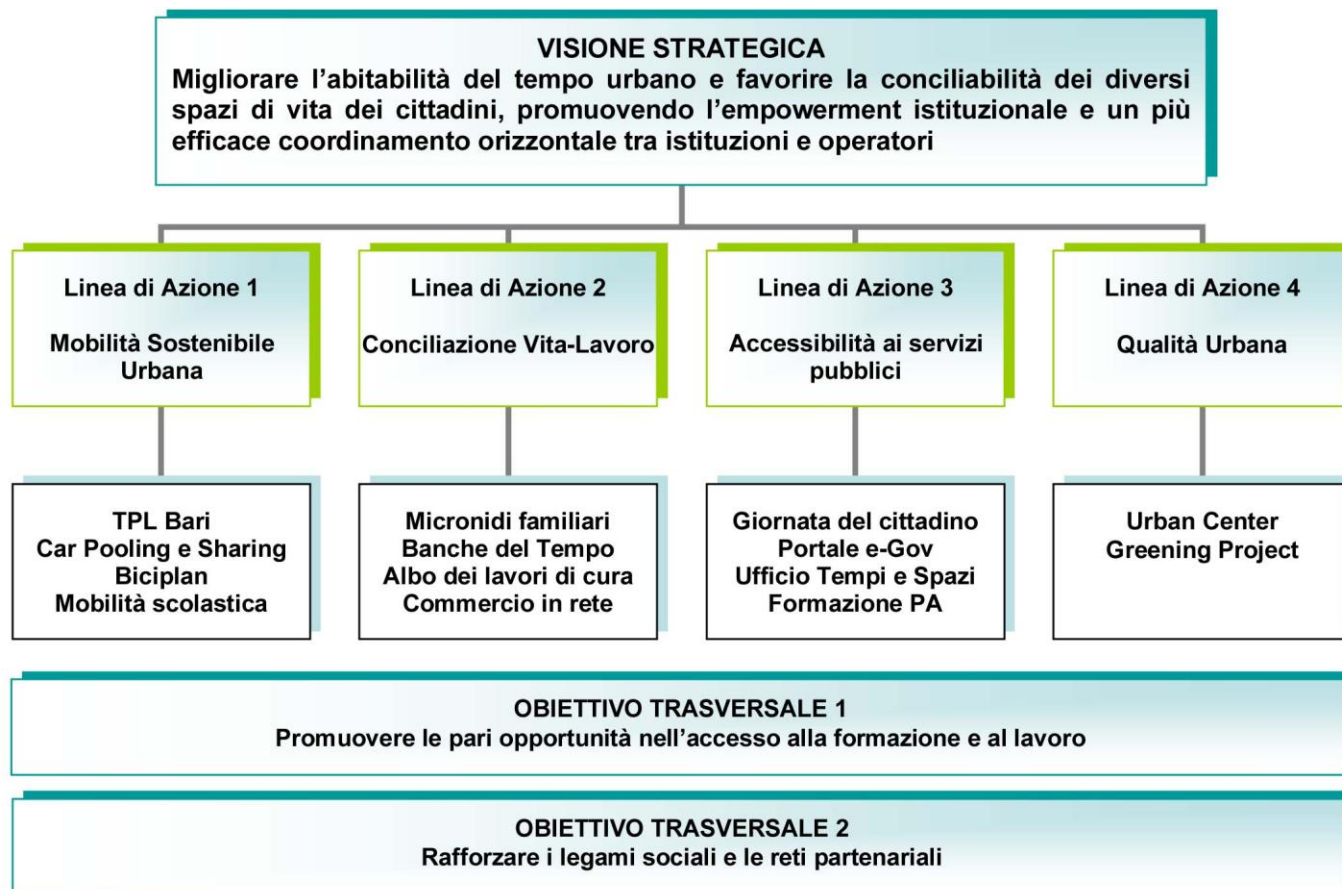 VISIONE STRATEGICA
Migliorare l’abitabilità del tempo urbano e favorire la conciliabilità dei diversi
spazi di vita dei cittadini, promuovendo l’empowerment istituzionale e un più
efficace coordinamento orizzontale tra istituzioni e operatori
Linea di Azione 1
Mobilità Sostenibile
Urbana
Linea di Azione 2
Conciliazione Vita-Lavoro
Linea di Azione 3
Accessibilità ai servizi
pubblici
Linea di Azione 4
Qualità Urbana
TPL Bari
Car Pooling e Sharing
Biciplan
Mobilità scolastica
Micronidi familiari
Banche del Tempo
Albo dei lavori di cura
Commercio in rete
Giornata del cittadino
Portale e-Gov
Ufficio Tempi e Spazi
Formazione PA
Urban Center
Greening Project
OBIETTIVO TRASVERSALE 1
Promuovere le pari opportunità nell’accesso alla formazione e al lavoro
OBIETTIVO TRASVERSALE 2
Rafforzare i legami sociali e le reti partenariali